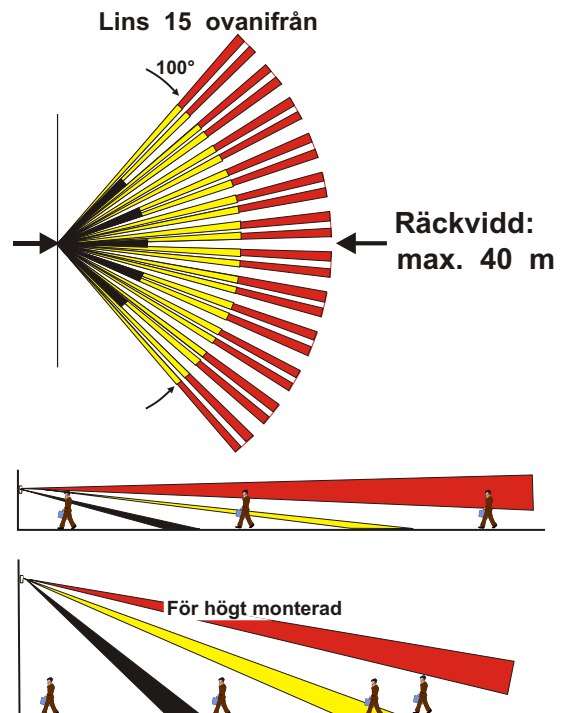 Lins 15 ovanifrån
100°
Räckvidd:
max. 40 m
För högt monterad